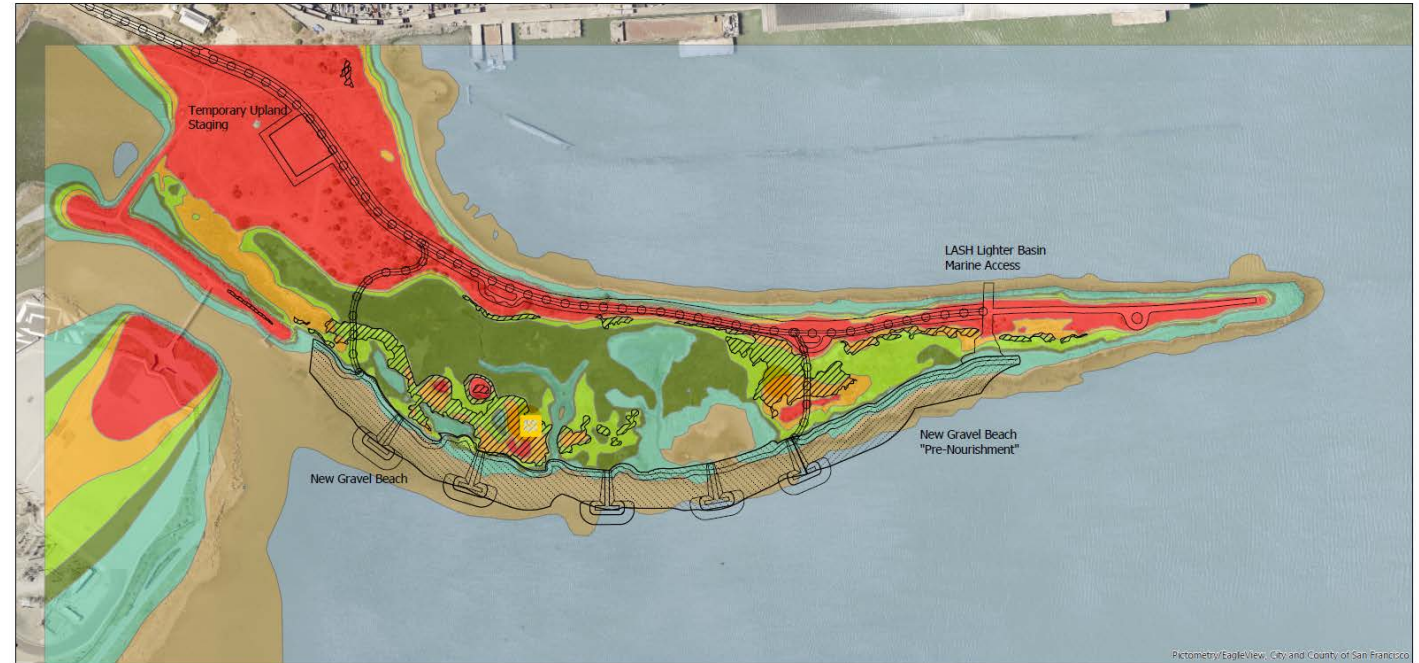 Temporary Upland
Staging
LASH Lighter Basin
Marine Access
New Gravel Beach
"Pre-Nourishment"
New Gravel Beach
Pictometry/EagleView, City and County of San Francisco